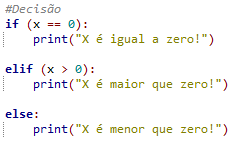 #Decisão
if (x == 0):
    print("X é igual a zero!")
elif (x > 0):
    print("X é maior que zero!")
else:
    print("X é menor que zero!")